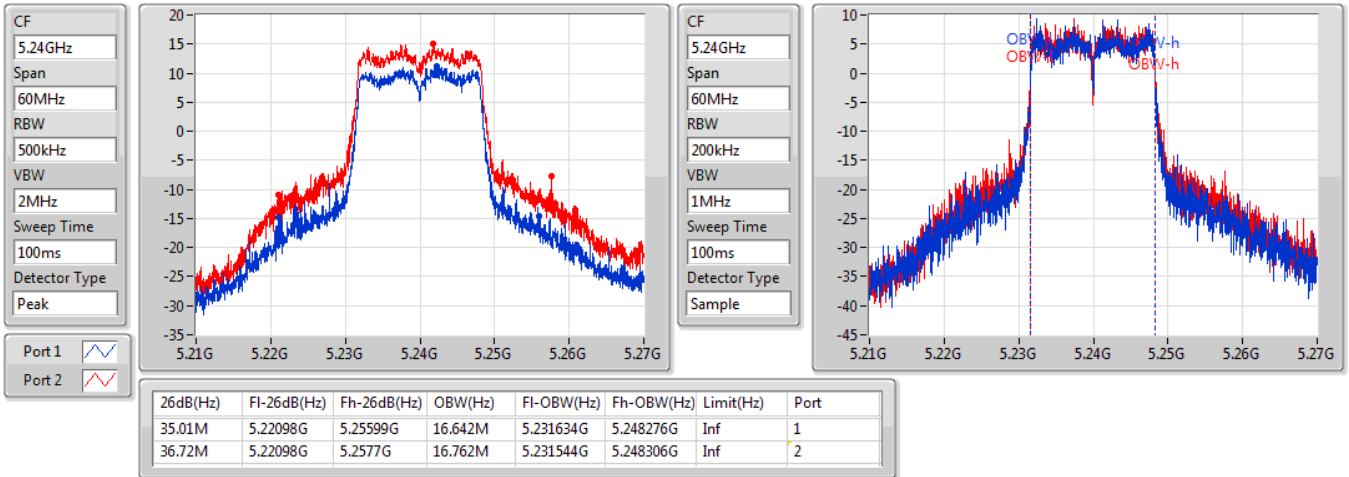 CF
5.24GHz
Span
60MHz
RBW
500kHz
VBW
2MHz
Sweep Time
100ms
Detector Type
Peak
Port 1
Port 2
20
15
10
5
0
-5
-10
-15
-20
-25
-30
-35
5.21G 5.22G 5.23G 5.24G 5.25G 5.26G 5.27G
CF
5.24GHz
Span
60MHz
RBW
200kHz
VBW
1MHz
Sweep Time
100ms
Detector Type
Sample
10
5
0
-5
-10
-15
-20
-25
-30
-35
-40
-45
5.21G 5.22G 5.23G 5.24G 5.25G 5.26G 5.27G
OBW-h
26dB(Hz) Fl-26dB(Hz) Fh-26dB(Hz) OBW(Hz) Fl-OBW(Hz) Fh-OBW(Hz) Limit(Hz) Port
35.01M 5.22098G 5.25599G 16.642M 5.231634G 5.248276G Inf 1
36.72M 5.22098G 5.2577G 16.762M 5.231544G 5.248306G Inf 2